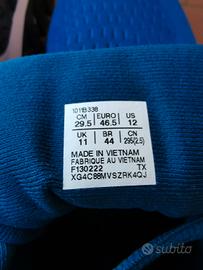 1011B338
CM EURO US
29.5 46.5 12
UK BR CN
11 44 295(2.5)
MADE IN VIETNAM
FABRIQUE AU VIETNAM
F130222 TX
XG4C88MVSZRK4QJ
subito